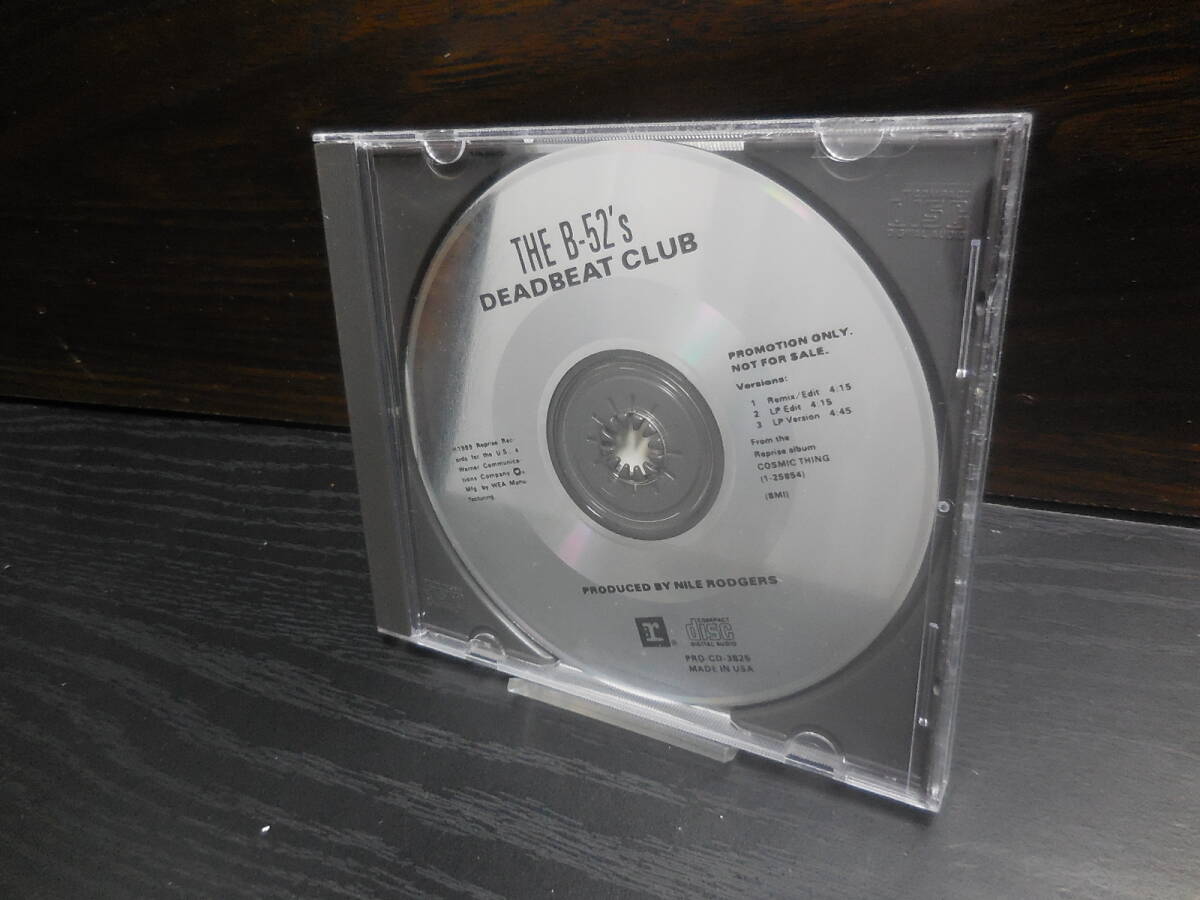 THE B-52's
DEADBEAT CLUB
PROMOTION ONLY.
NOT FOR SALE.
Versions:
1 Remix/Edit 4:15
2 LP Edit 4:15
3 LP Version 4:45
From the
Reprise album
COSMIC THING
(1-25854)
(BMI)
1989 Reprise Rec-
ords for the U.S., a
Warner Communica-
tions Company
Mfg. by WEA Manu-
facturing
PRODUCED BY NILE RODGERS
r ®
COMPACT
disc
DIGITAL AUDIO
PRO-CD-3825
MADE IN USA
DIGITAL AUDIO